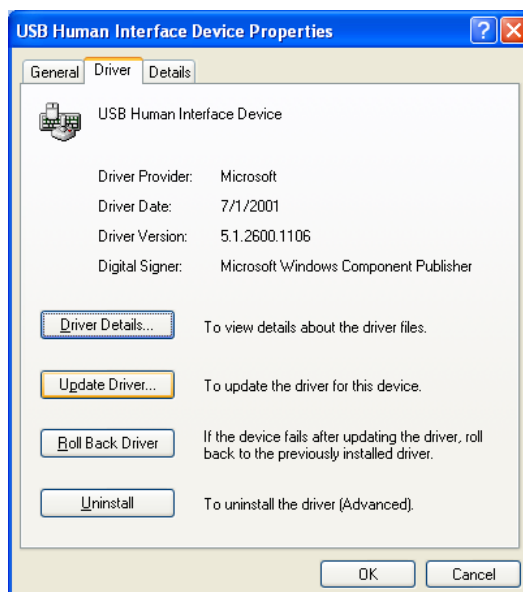 USB Human Interface Device Properties
General Driver Details
USB Human Interface Device
Driver Provider: Microsoft
Driver Date: 7/1/2001
Driver Version: 5.1.2600.1106
Digital Signer: Microsoft Windows Component Publisher
Driver Details... To view details about the driver files.
Update Driver... To update the driver for this device.
Roll Back Driver If the device fails after updating the driver, roll
back to the previously installed driver.
Uninstall To uninstall the driver (Advanced).
OK Cancel